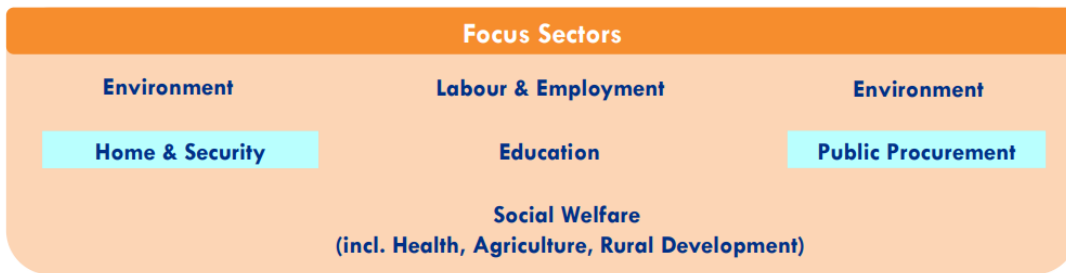 Focus Sectors
Environment
Labour & Employment
Environment
Home & Security
Education
Public Procurement
Social Welfare
(incl. Health, Agriculture, Rural Development)